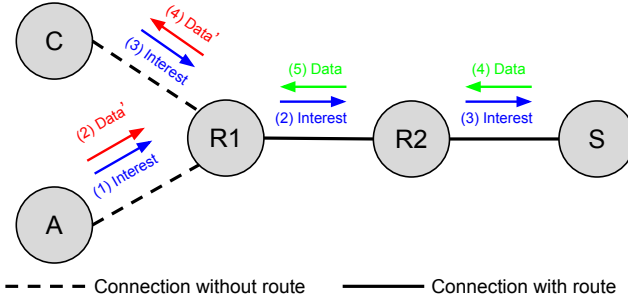 C
(4) Data'
(3) Interest
(5) Data
(4) Data
(2) Data'
(1) Interest
R1
(2) Interest
R2
(3) Interest
S
A
Connection without route
Connection with route